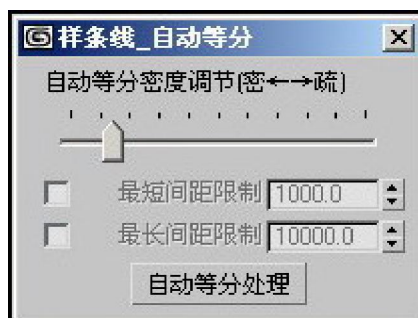 样条线_自动等分
自动等分密度调节(密←→疏)
最短间距限制 1000.0
最长间距限制 10000.0
自动等分处理